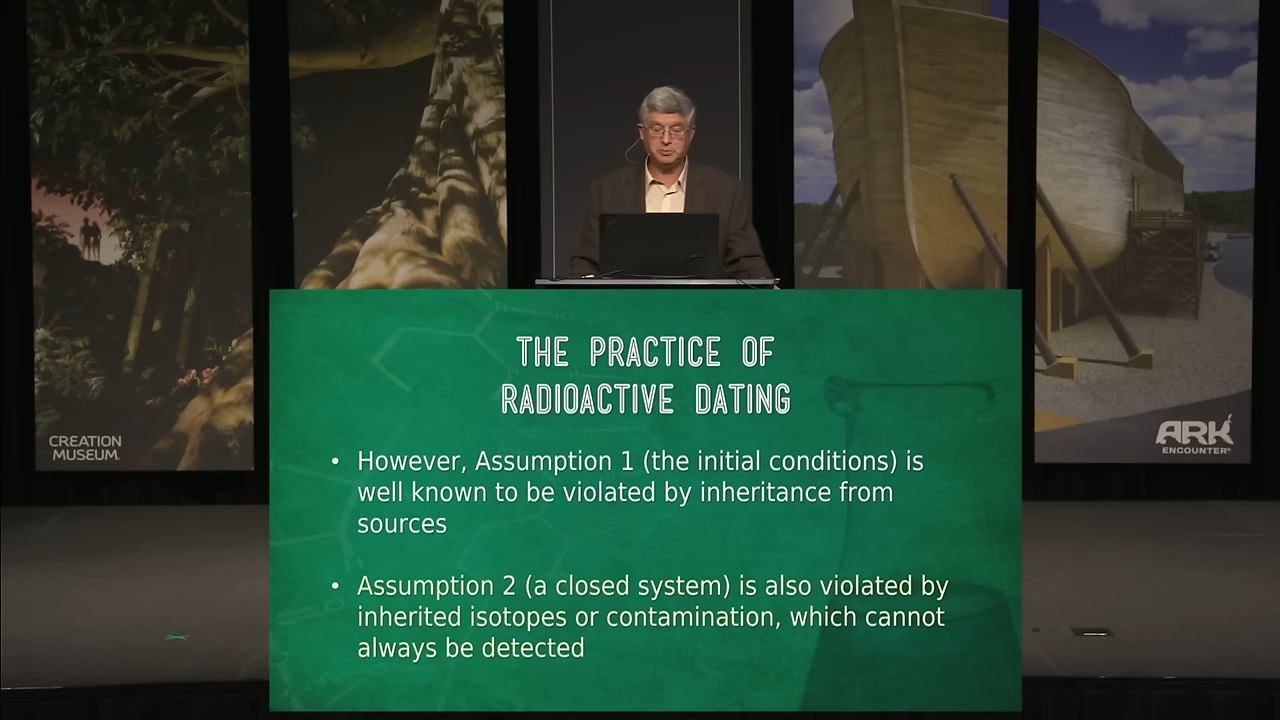 THE PRACTICE OF
RADIOACTIVE DATING
• However, Assumption 1 (the initial conditions) is
well known to be violated by inheritance from
sources
• Assumption 2 (a closed system) is also violated by
inherited isotopes or contamination, which cannot
always be detected
CREATION
MUSEUM
ARK
ENCOUNTER